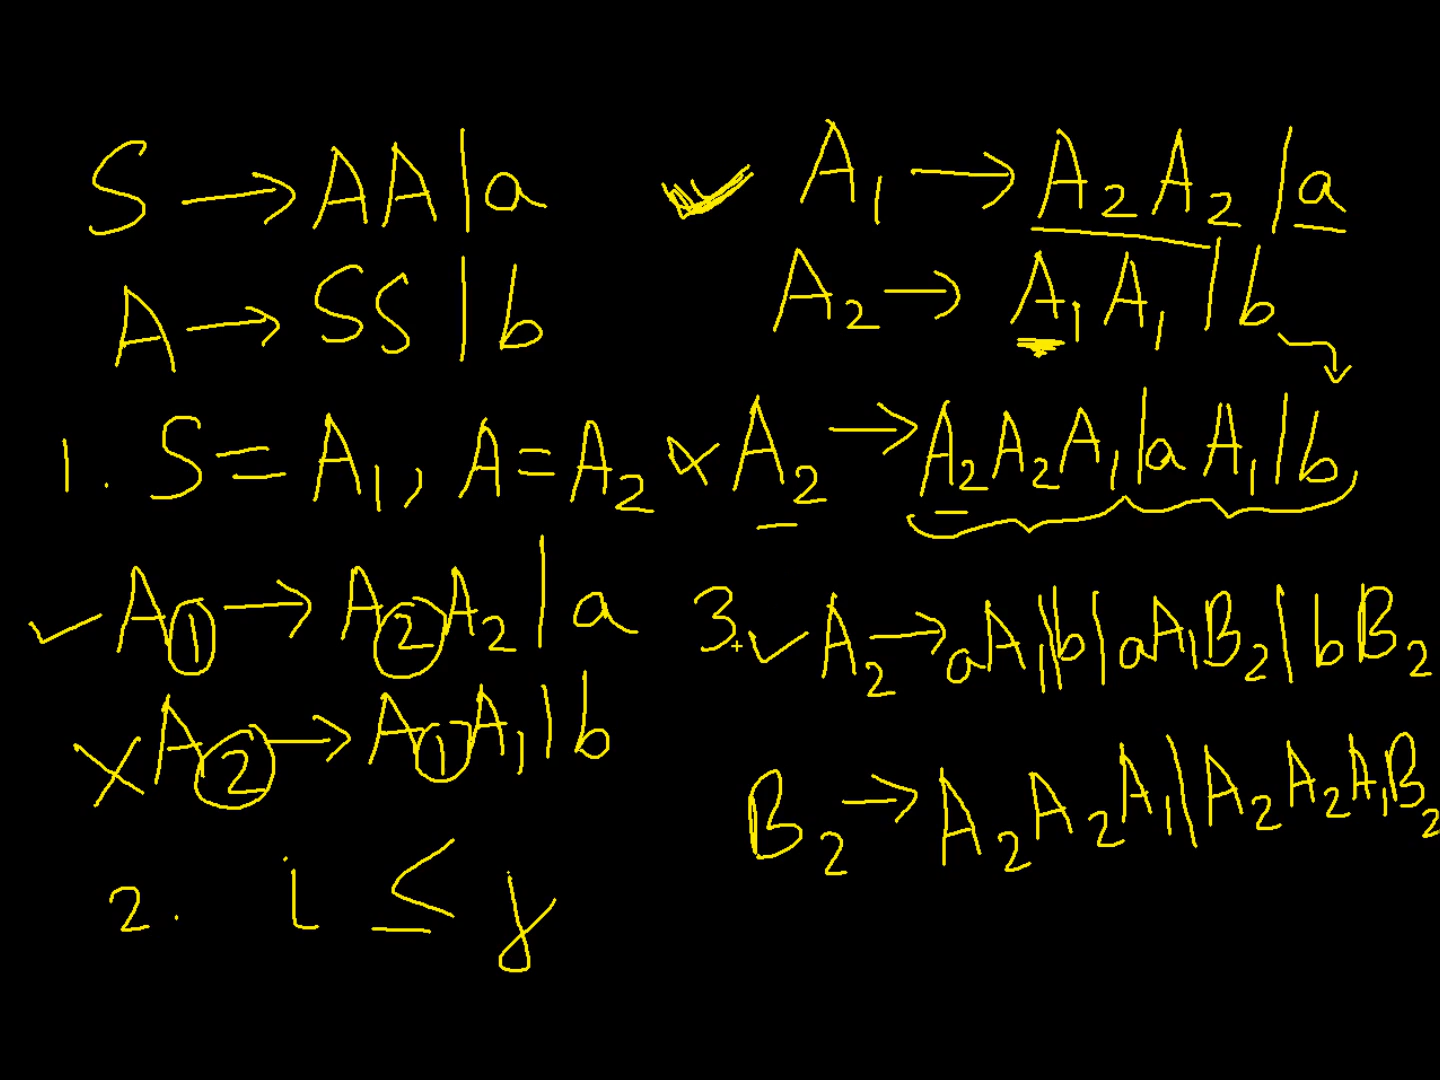 S → AA | a
A → SS | b
1. S = A₁, A = A₂
A₁ → A₂A₂ | a
A₂ → A₁A₁ | b
2. i ≤ j
A₁ → A₂A₂ | a
A₂ → A₁A₁ | b
A₂ → A₂A₂A₁ | aA₁ | b
3. A₂ → aA₁ | b | aA₁B₂ | bB₂
B₂ → A₂A₂A₁ | A₂A₂A₁B₂